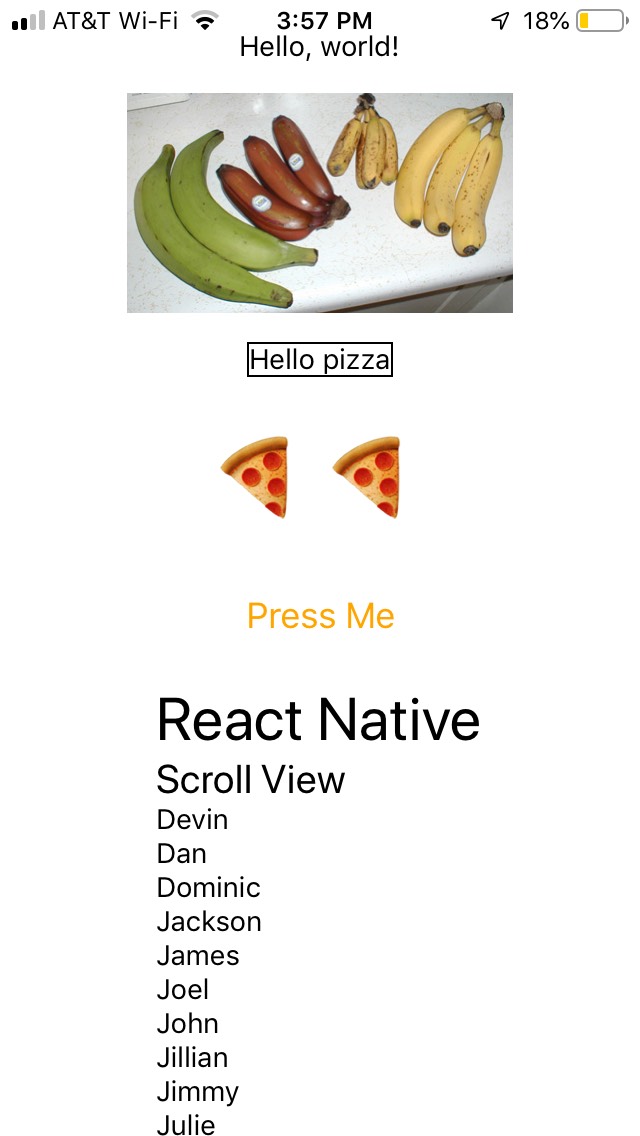 AT&T Wi-Fi 3:57 PM 18%
Hello, world!
Hello pizza
Press Me
React Native
Scroll View
Devin
Dan
Dominic
Jackson
James
Joel
John
Jillian
Jimmy
Julie